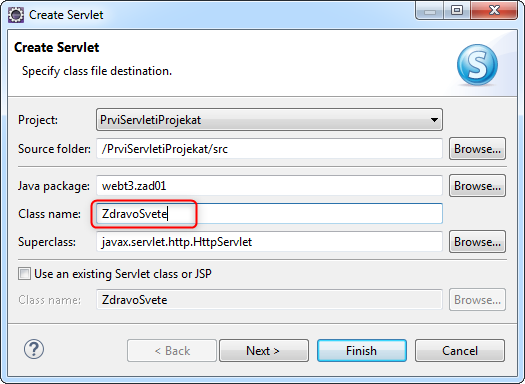 Create Servlet
Create Servlet
Specify class file destination.
S
Project: PrviServletiProjekat
Source folder: /PrviServletiProjekat/src Browse...
Java package: webt3.zad01 Browse...
Class name: ZdravoSvete
Superclass: javax.servlet.http.HttpServlet Browse...
Use an existing Servlet class or JSP
Class name: ZdravoSvete Browse...
? < Back Next > Finish Cancel